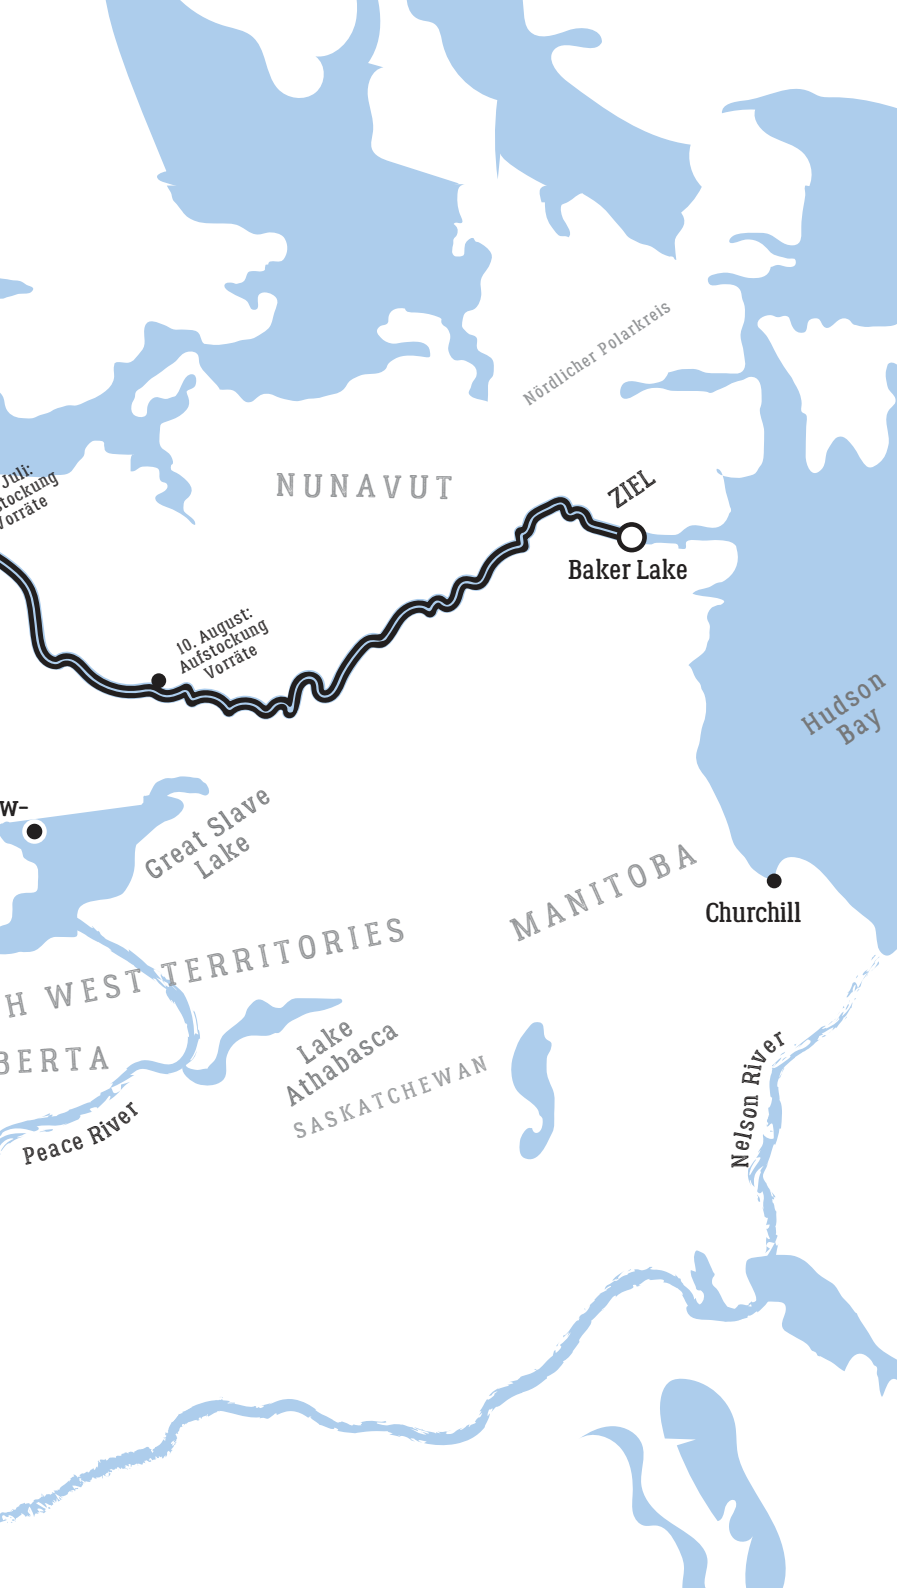 Nördlicher Polarkreis
Juli:
stockung
Vorräte
NUNAVUT
ZIEL
Baker Lake
10. August:
Aufstockung
Vorräte
Hudson
Bay
w-
Great Slave
Lake
MANITOBA
Churchill
H WEST TERRITORIES
BERTA
Lake
Athabasca
SASKATCHEWAN
Peace River
Nelson River